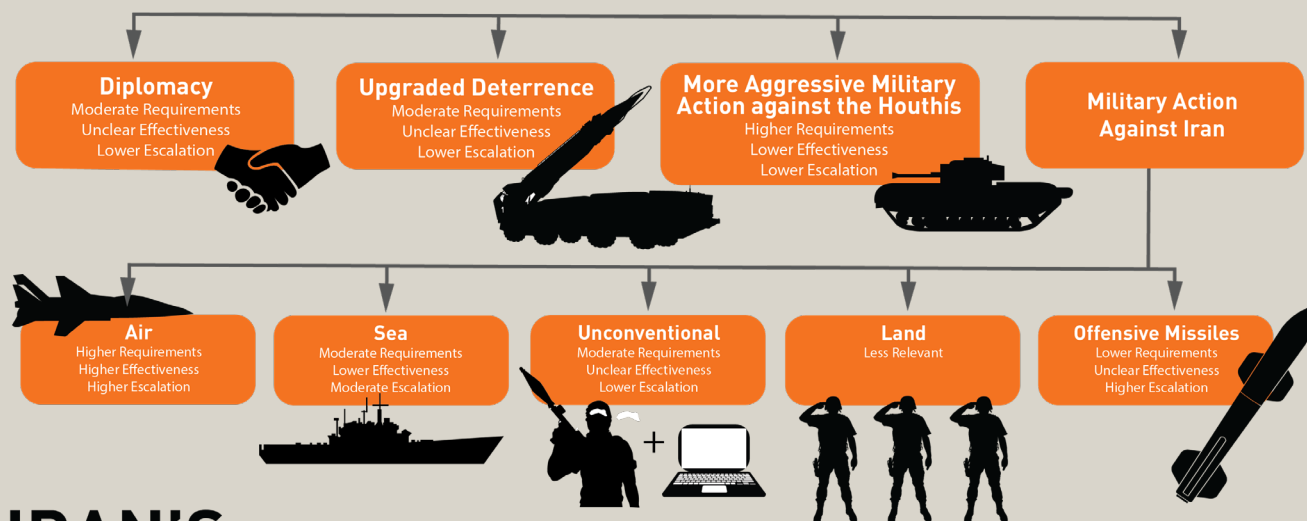 Diplomacy
Moderate Requirements
Unclear Effectiveness
Lower Escalation
Upgraded Deterrence
Moderate Requirements
Unclear Effectiveness
Lower Escalation
More Aggressive Military
Action against the Houthis
Higher Requirements
Lower Effectiveness
Lower Escalation
Military Action
Against Iran
Air
Higher Requirements
Higher Effectiveness
Higher Escalation
Sea
Moderate Requirements
Lower Effectiveness
Moderate Escalation
Unconventional
Moderate Requirements
Unclear Effectiveness
Lower Escalation
+
Land
Less Relevant
Offensive Missiles
Lower Requirements
Unclear Effectiveness
Higher Escalation
IRAN'S